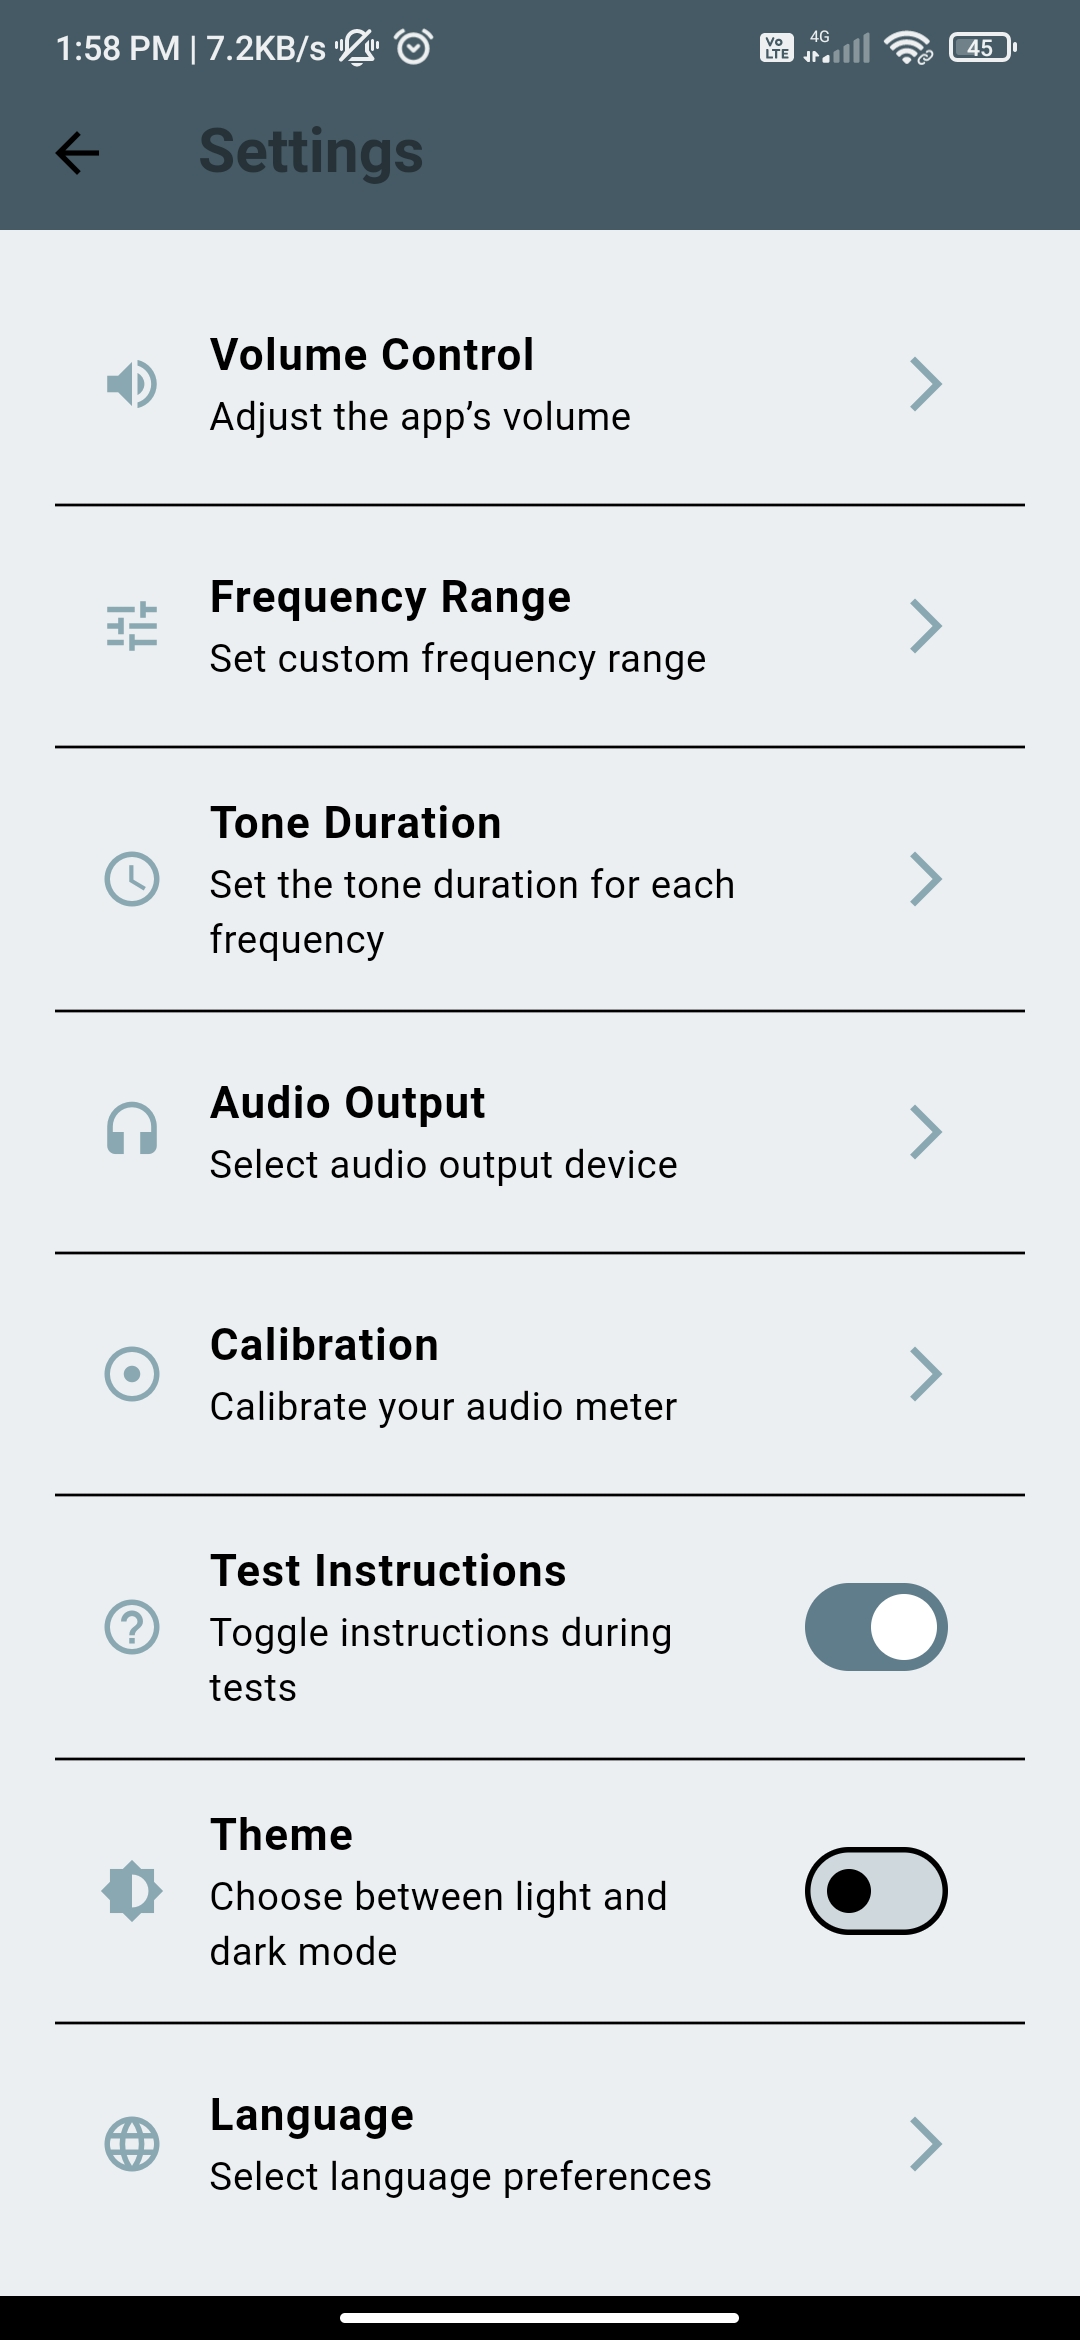 1:58 PM | 7.2KB/s
Vo LTE 4G 45
Settings
Volume Control
Adjust the app’s volume
Frequency Range
Set custom frequency range
Tone Duration
Set the tone duration for each
frequency
Audio Output
Select audio output device
Calibration
Calibrate your audio meter
Test Instructions
Toggle instructions during
tests
Theme
Choose between light and
dark mode
Language
Select language preferences